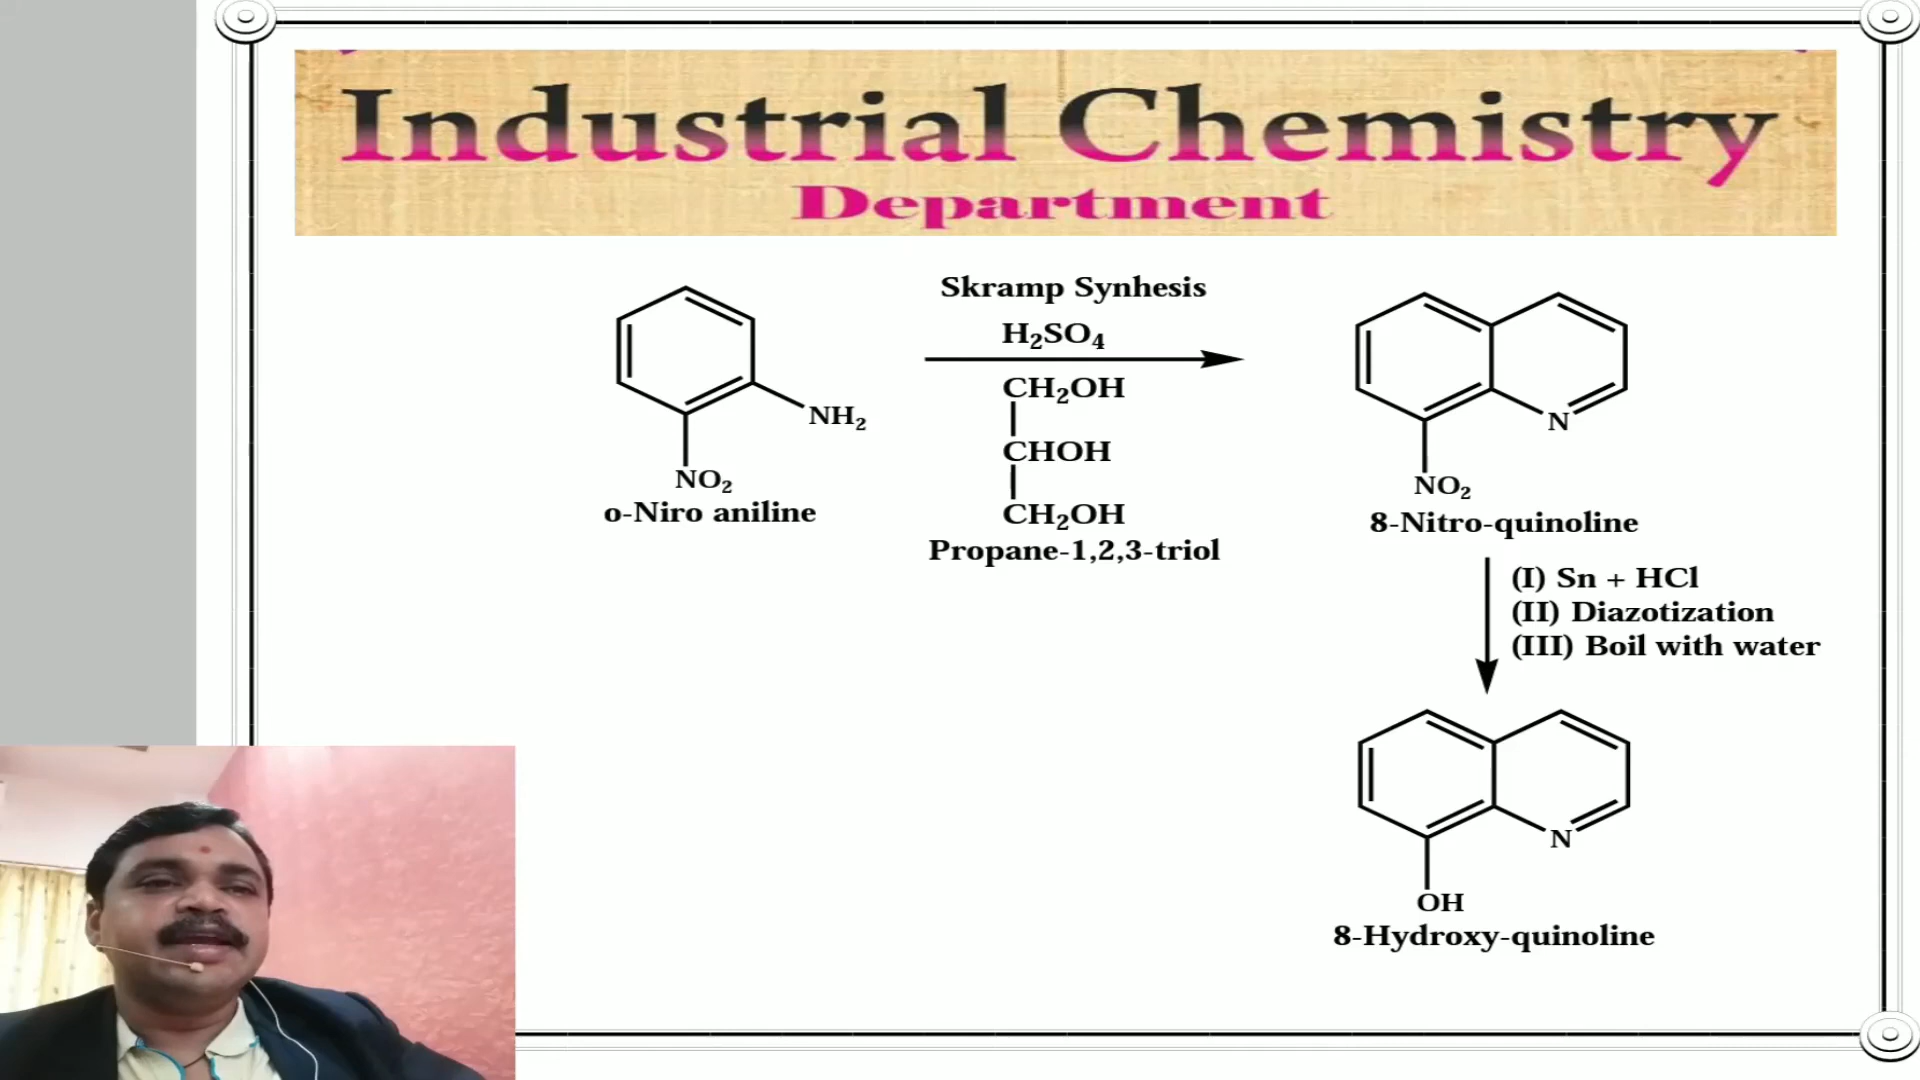 Industrial Chemistry
Department
Skramp Synhesis
H₂SO₄
CH₂OH
CHOH
CH₂OH
Propane-1,2,3-triol
NH₂
NO₂
o-Niro aniline
N
NO₂
8-Nitro-quinoline
(I) Sn + HCl
(II) Diazotization
(III) Boil with water
N
OH
8-Hydroxy-quinoline